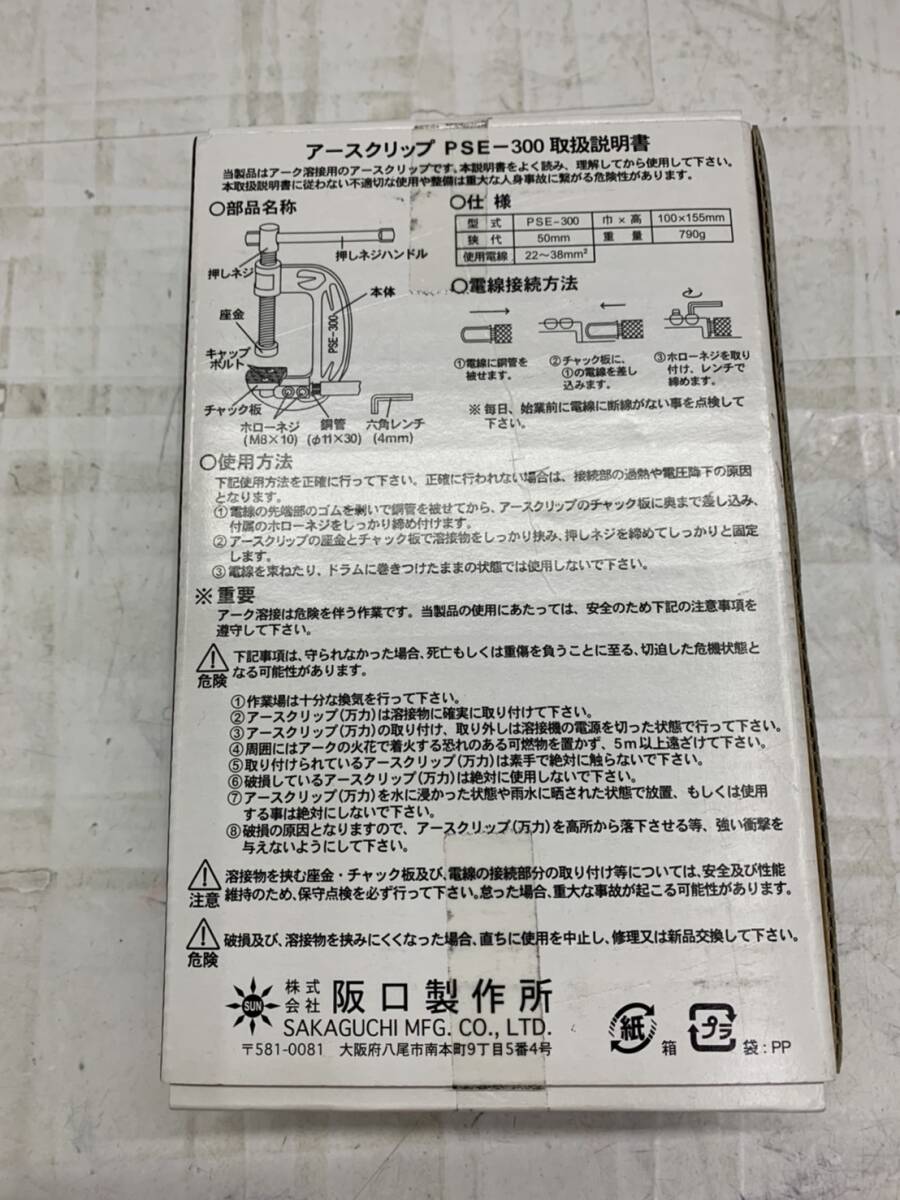 アースクリップ PSE-300 取扱説明書
当製品はアーク溶接用のアースクリップです。本説明書をよく読み、理解してから使用して下さい。
本取扱説明書に従わない不適切な使用や整備は重大な人身事故に繋がる危険性があります。
○部品名称
押しネジ
押しネジハンドル
本体
座金
PSE-300
キャップ
ボルト
チャック板
ホローネジ 銅管 六角レンチ
(M8×10) (φ11×30) (4mm)
○仕 様
型 式 PSE-300 巾 × 高 100×155mm
狭 代 50mm 重 量 790g
使用電線 22〜38mm²
○電線接続方法
①電線に銅管を
被せます。
②チャック板に、
①の電線を差し
込みます。
③ホローネジを取り
付け、レンチで
締めます。
※毎日、始業前に電線に断線がない事を点検して
下さい。
○使用方法
下記使用方法を正確に行って下さい。正確に行われない場合は、接続部の過熱や電圧降下の原因
となります。
①電線の先端部のゴムを剥いで銅管を被せてから、アースクリップのチャック板に奥まで差し込み、
付属のホローネジをしっかり締め付けます。
②アースクリップの座金とチャック板で溶接物をしっかり挟み、押しネジを締めてしっかりと固定
します。
③電線を束ねたり、ドラムに巻きつけたままの状態では使用しないで下さい。
※重要
アーク溶接は危険を伴う作業です。当製品の使用にあたっては、安全のため下記の注意事項を
遵守して下さい。
危険
下記事項は、守られなかった場合、死亡もしくは重傷を負うことに至る、切迫した危機状態と
なる可能性があります。
①作業場は十分な換気を行って下さい。
②アースクリップ(万力)は溶接物に確実に取り付けて下さい。
③アースクリップ(万力)の取り付け、取り外しは溶接機の電源を切った状態で行って下さい。
④周囲にはアークの火花で着火する恐れのある可燃物を置かず、5m以上遠ざけて下さい。
⑤取り付けられているアースクリップ(万力)は素手で絶対に触らないで下さい。
⑥破損しているアースクリップ(万力)は絶対に使用しないで下さい。
⑦アースクリップ(万力)を水に浸かった状態や雨水に晒された状態で放置、もしくは使用
する事は絶対にしないで下さい。
⑧破損の原因となりますので、アースクリップ(万力)を高所から落下させる等、強い衝撃を
与えないようにして下さい。
注意
溶接物を挟む座金・チャック板及び、電線の接続部分の取り付け等については、安全及び性能
維持のため、保守点検を必ず行って下さい。怠った場合、重大な事故が起こる可能性があります。
危険
破損及び、溶接物を挟みにくくなった場合、直ちに使用を中止し、修理又は新品交換して下さい。
SUN
株式会社 阪口製作所
SAKAGUCHI MFG. CO., LTD.
〒581-0081 大阪府八尾市南本町9丁目5番4号
紙 箱 プラ 袋:PP